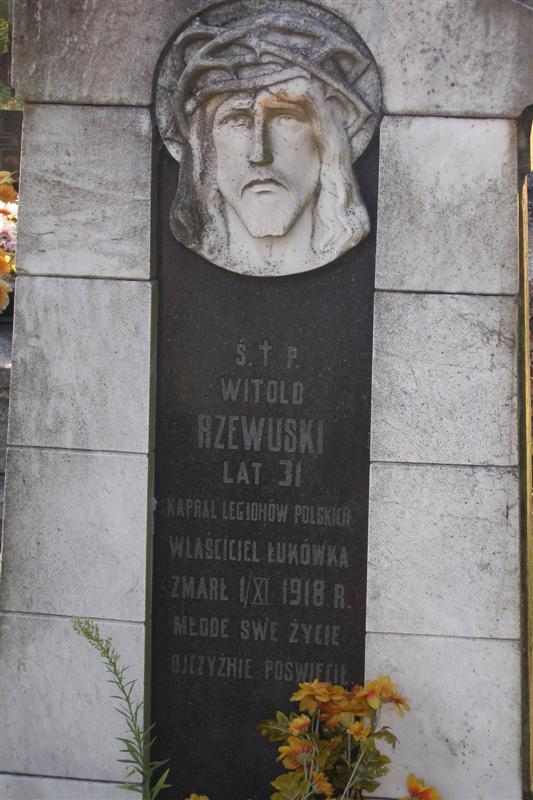 Ś. † P.
WITOLD
RZEWUSKI
LAT 31
KAPRAL LEGIONÓW POLSKICH
WŁAŚCICIEL ŁUKÓWKA
ZMARŁ 1/XI 1918 R.
MŁODE SWE ŻYCIE
OJCZYŹNIE POŚWIĘCIŁ